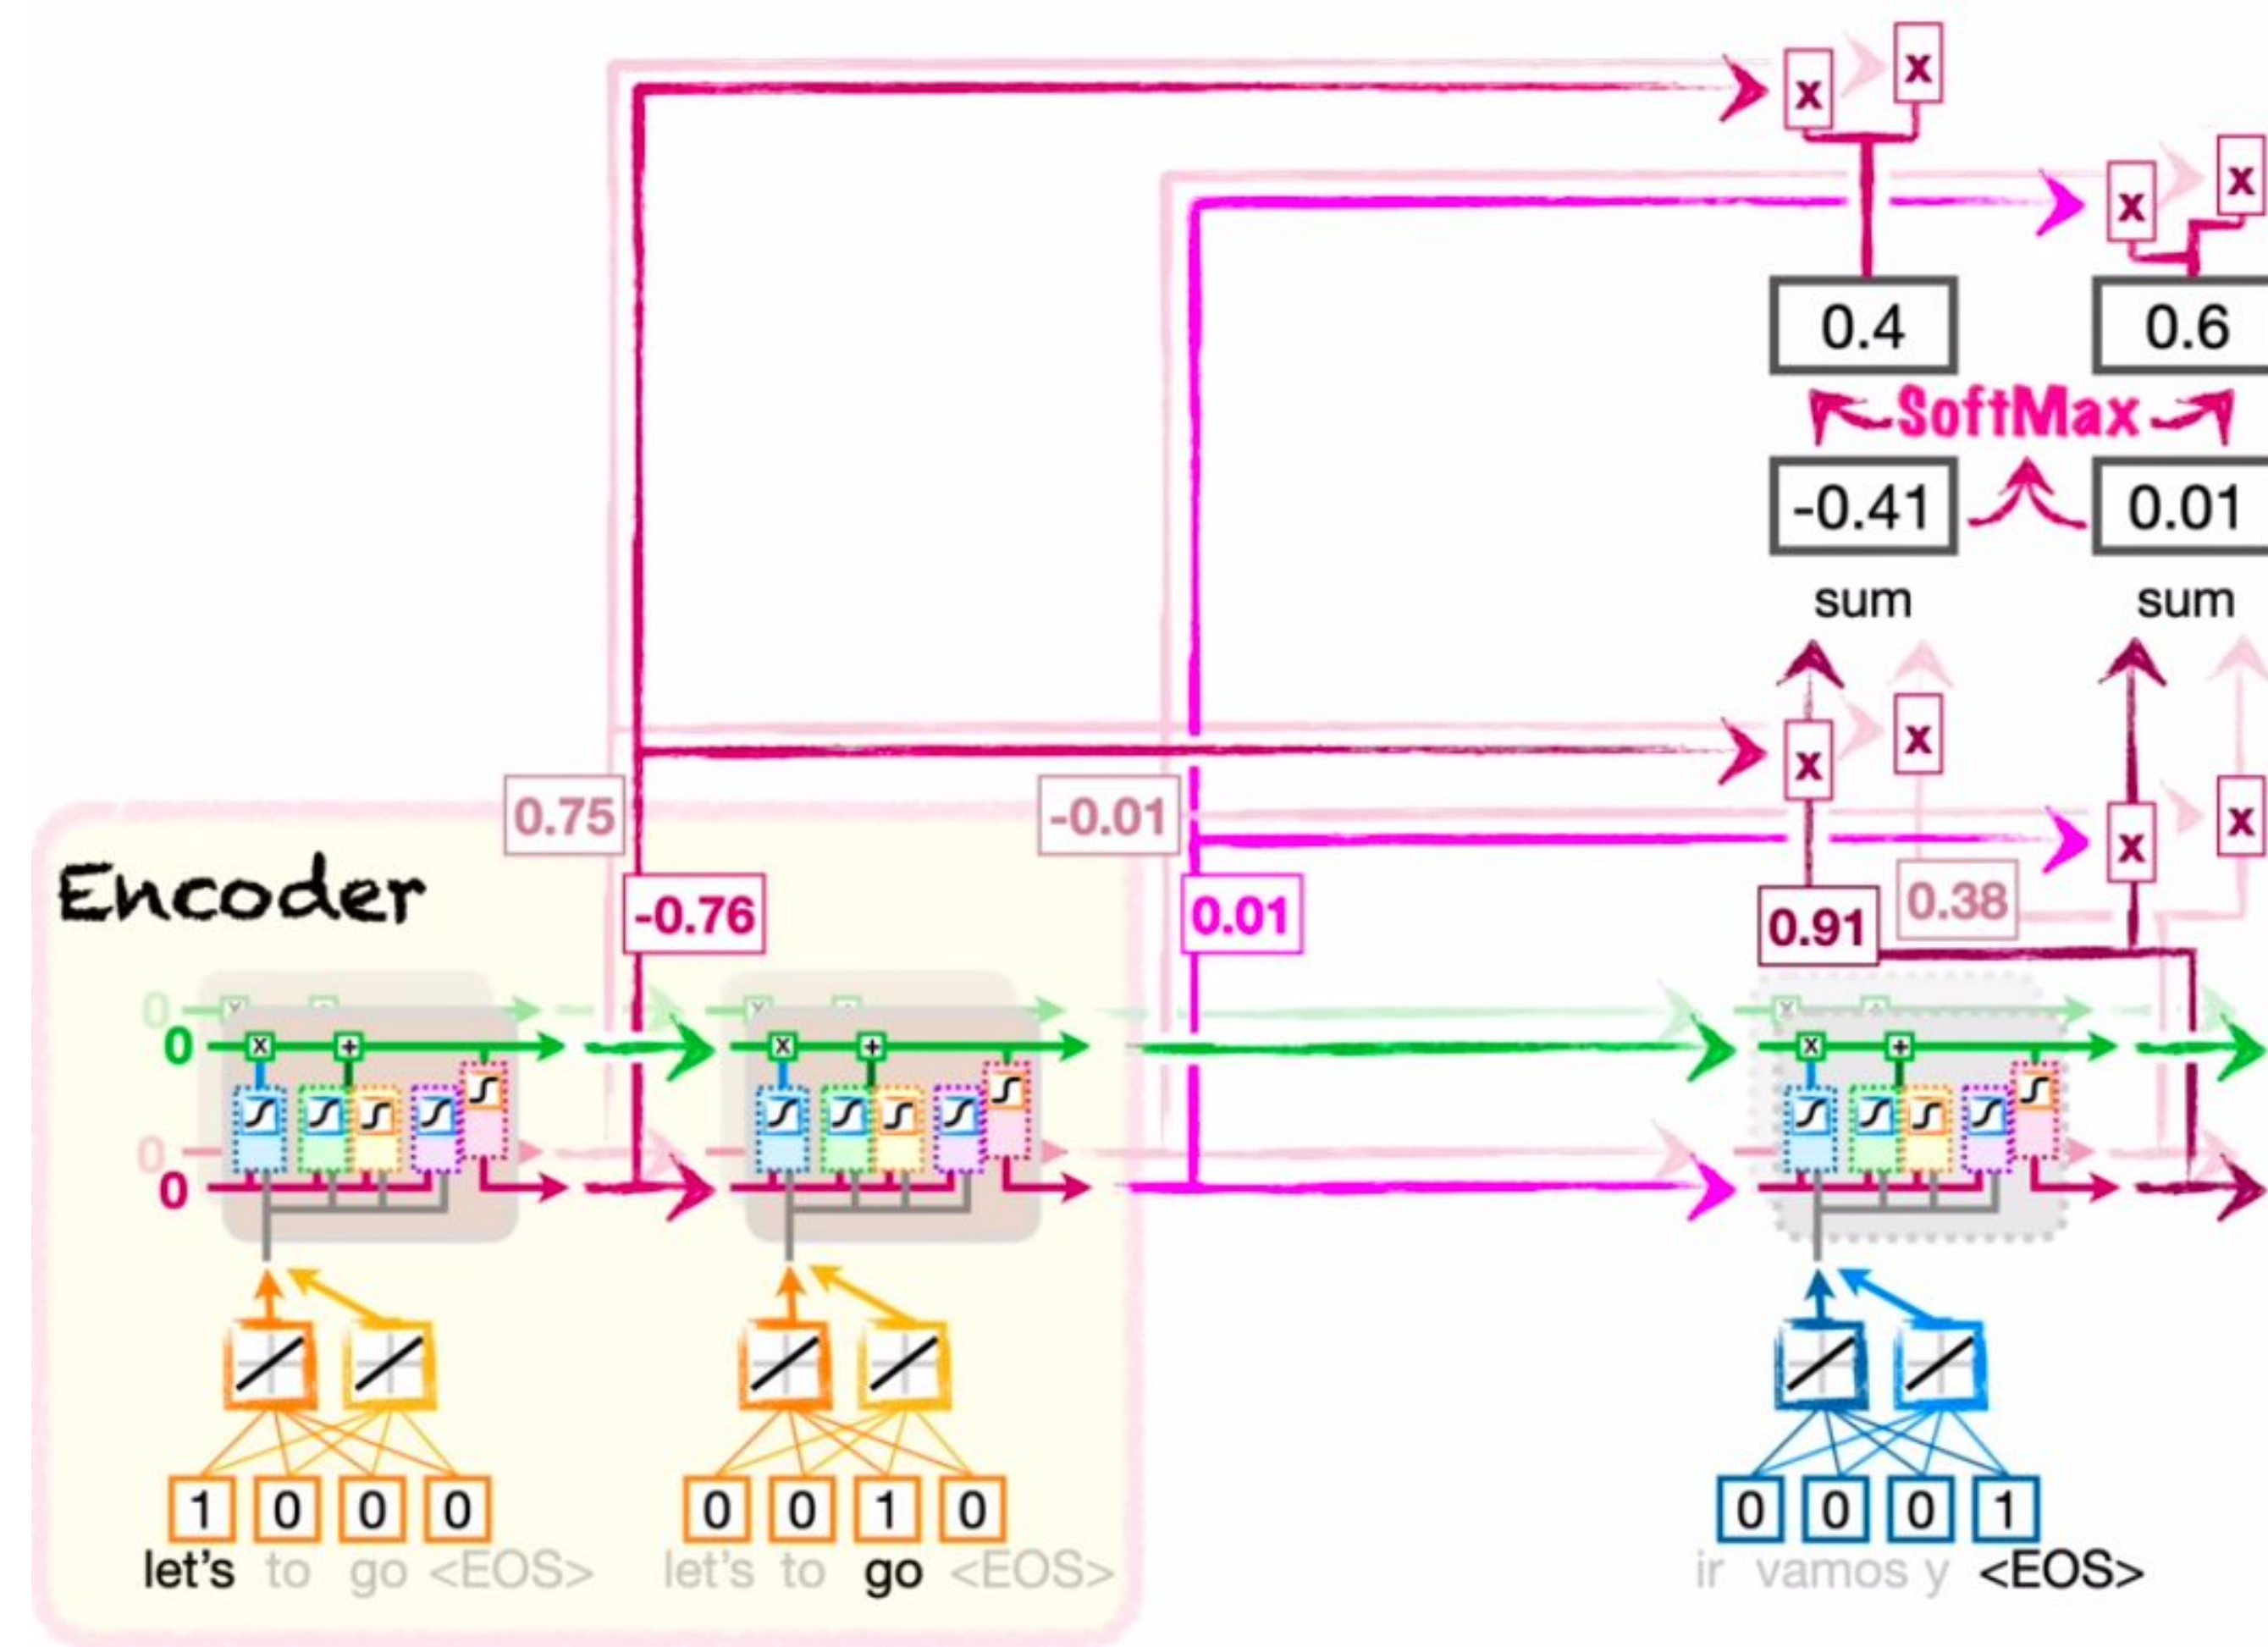 x x
x x
0.4 0.6
SoftMax
-0.41 0.01
sum sum
x x
x x
0.75 -0.01
Encoder
-0.76 0.01 0.91 0.38
0 x + x + x +
0 x + x + x +
0
0
1 0 0 0 0 0 1 0 0 0 0 1
let's to go <EOS> let's to go <EOS> ir vamos y <EOS>